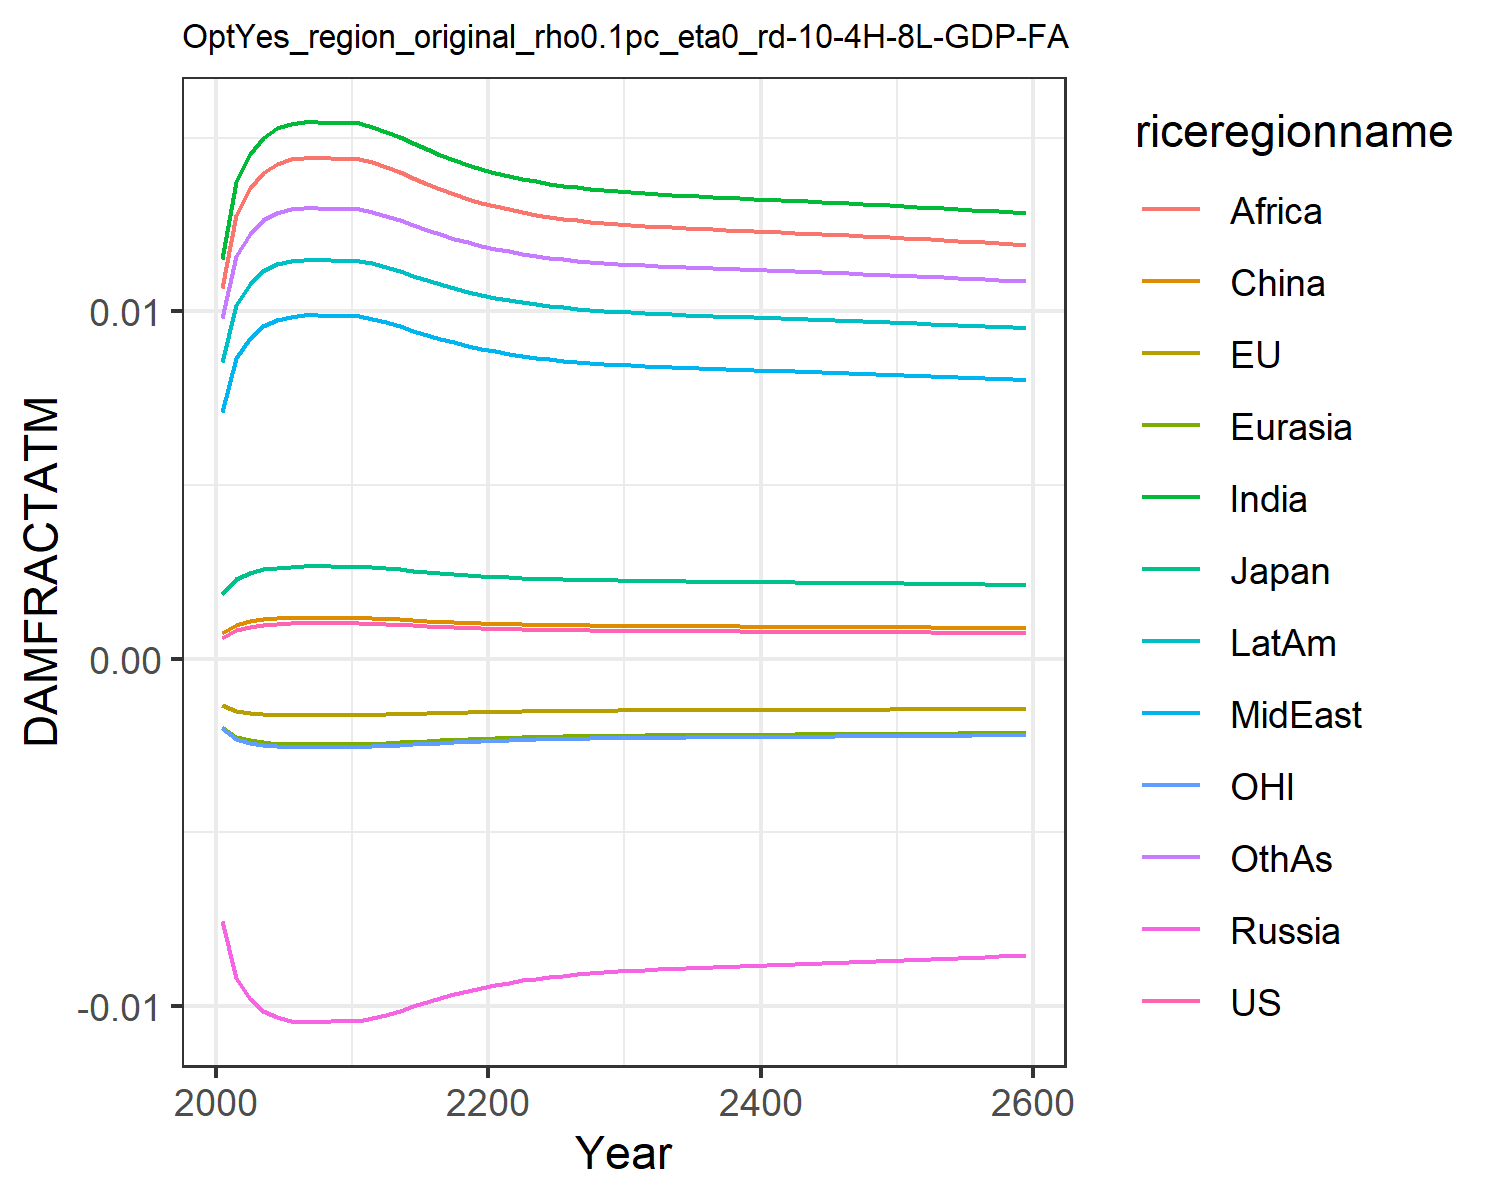 OptYes_region_original_rho0.1pc_eta0_rd-10-4H-8L-GDP-FA
DAMFRACTATM
0.01
0.00
-0.01
2000 2200 2400 2600
Year
riceregionname
Africa
China
EU
Eurasia
India
Japan
LatAm
MidEast
OHI
OthAs
Russia
US